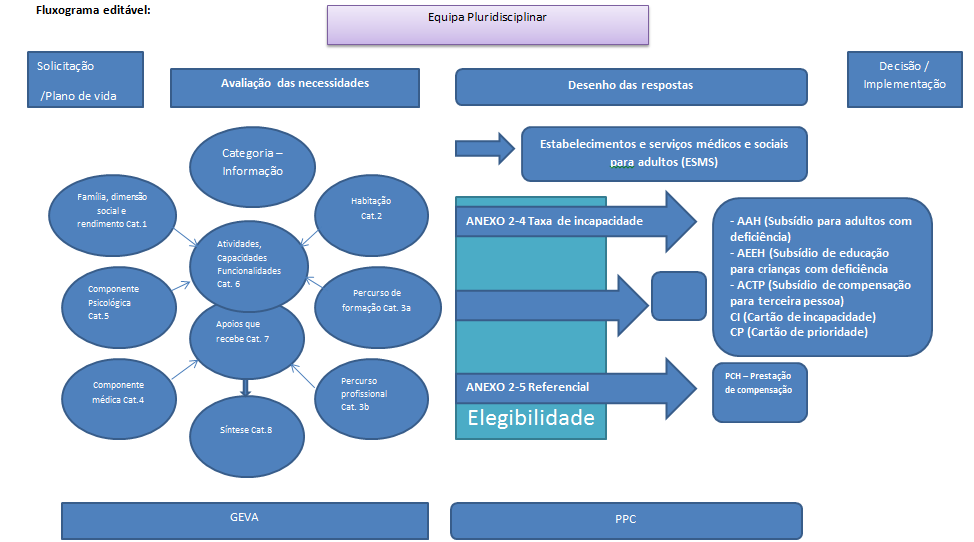 Fluxograma editável:
Equipa Pluridisciplinar
Solicitação
/Plano de vida
Avaliação das necessidades
Desenho das respostas
Decisão /
Implementação
Categoria –
Informação
Estabelecimentos e serviços médicos e sociais
para adultos (ESMS)
Família, dimensão
social e
rendimento Cat.1
Habitação
Cat.2
Atividades,
Capacidades
Funcionalidades
Cat. 6
Componente
Psicológica
Cat.5
Percurso de
formação Cat. 3a
Apoios que
recebe Cat. 7
Componente
médica Cat.4
Percurso
profissional
Cat. 3b
Síntese Cat.8
ANEXO 2-4 Taxa de incapacidade
- AAH (Subsídio para adultos com
deficiência)
- AEEH (Subsídio de educação
para crianças com deficiência
- ACTP (Subsídio de compensação
para terceira pessoa)
CI (Cartão de incapacidade)
CP (Cartão de prioridade)
ANEXO 2-5 Referencial
Elegibilidade
PCH – Prestação
de compensação
GEVA
PPC